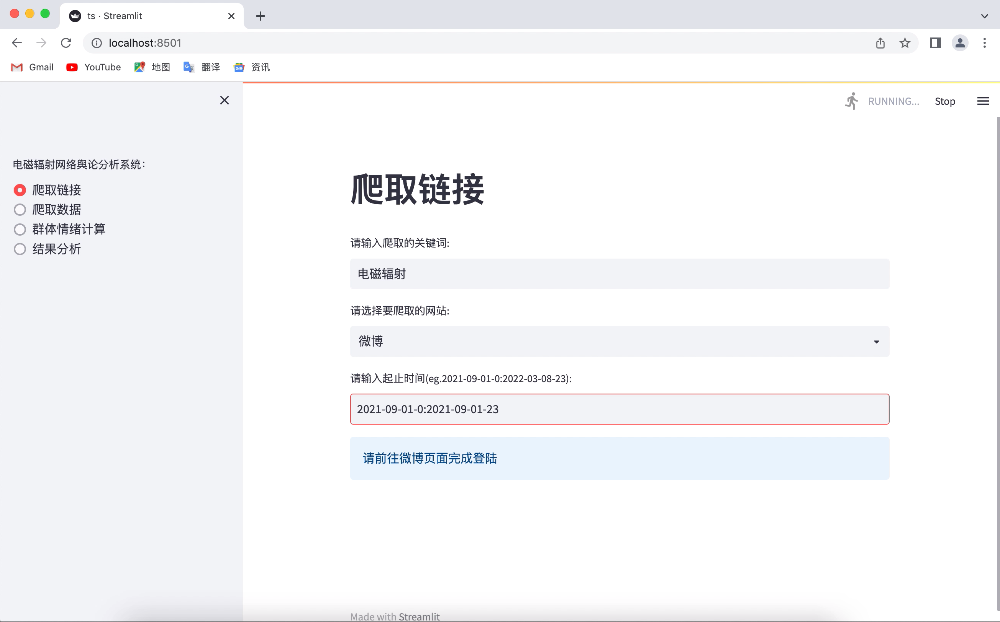 ts · Streamlit
localhost:8501
Gmail YouTube 地图 翻译 资讯
RUNNING... Stop
电磁辐射网络舆论分析系统：
爬取链接
爬取数据
群体情绪计算
结果分析
爬取链接
请输入爬取的关键词:
电磁辐射
请选择要爬取的网站:
微博
请输入起止时间(eg.2021-09-01-0:2022-03-08-23):
2021-09-01-0:2021-09-01-23
请前往微博页面完成登陆
Made with Streamlit